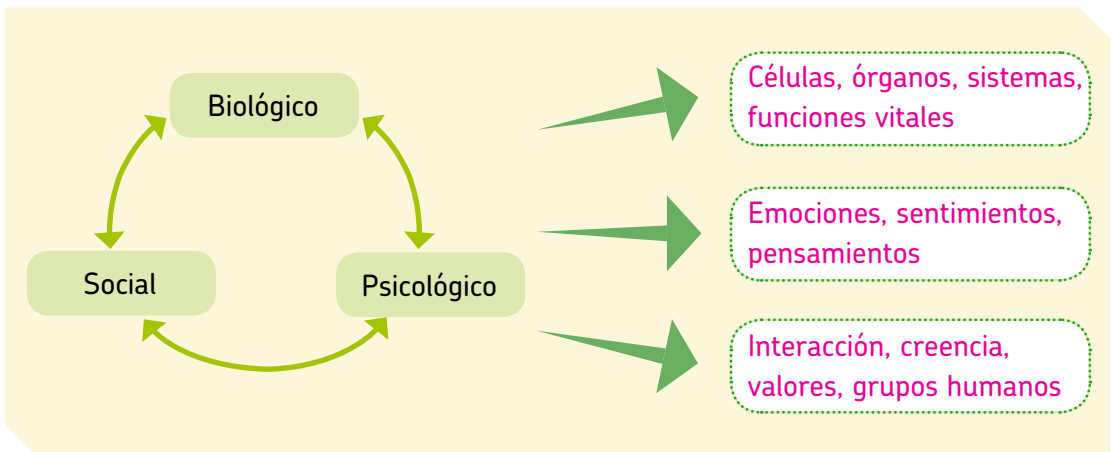 Biológico
Social
Psicológico
Células, órganos, sistemas,
funciones vitales
Emociones, sentimientos,
pensamientos
Interacción, creencia,
valores, grupos humanos